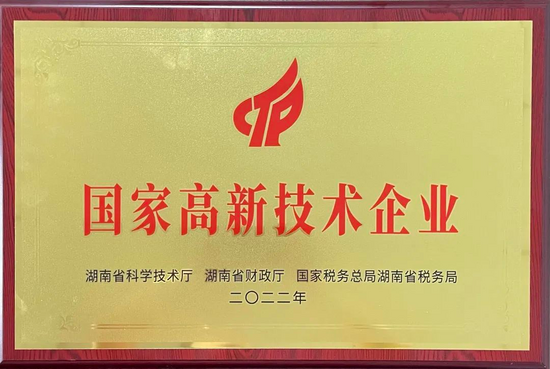 CTP
国家高新技术企业
湖南省科学技术厅 湖南省财政厅 国家税务总局湖南省税务局
二〇二二年